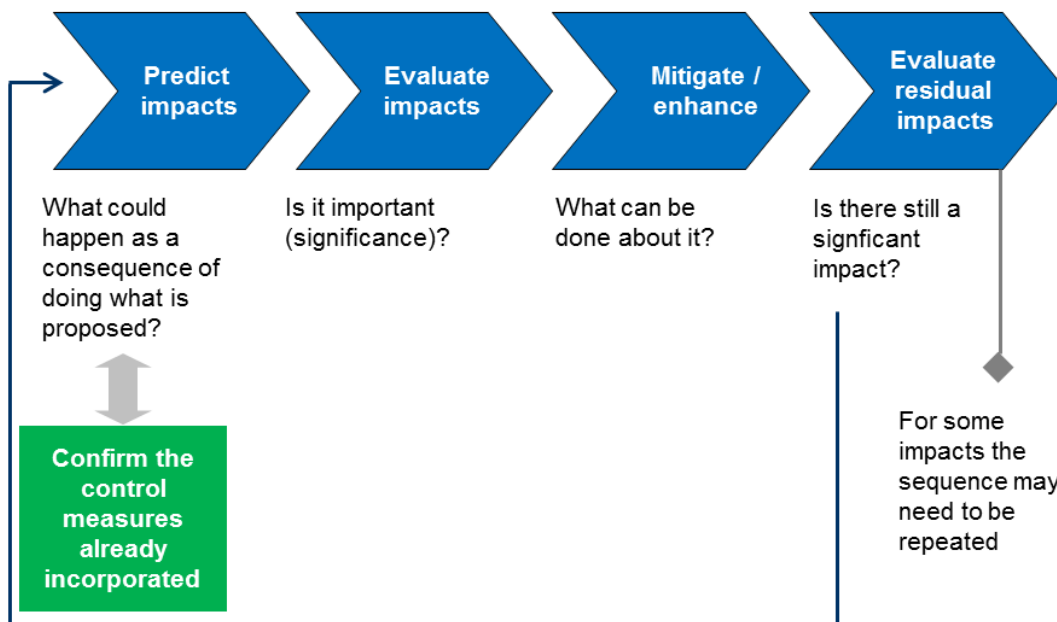 Predict
impacts
Evaluate
impacts
Mitigate /
enhance
Evaluate
residual
impacts
What could
happen as a
consequence of
doing what is
proposed?
Is it important
(significance)?
What can be
done about it?
Is there still a
signficant
impact?
Confirm the
control
measures
already
incorporated
For some
impacts the
sequence may
need to be
repeated